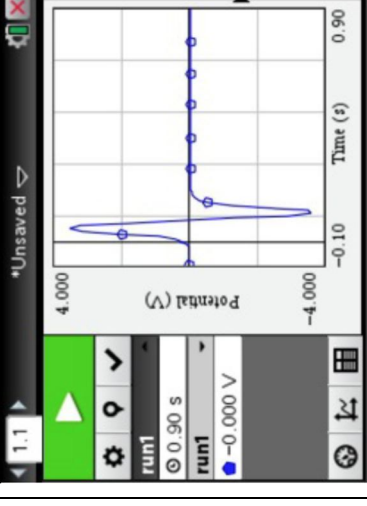 1.1
*Unsaved
run1
0.90 s
run1
-0.000 V
4.000
Potential (V)
-4.000
-0.10
Time (s)
0.90